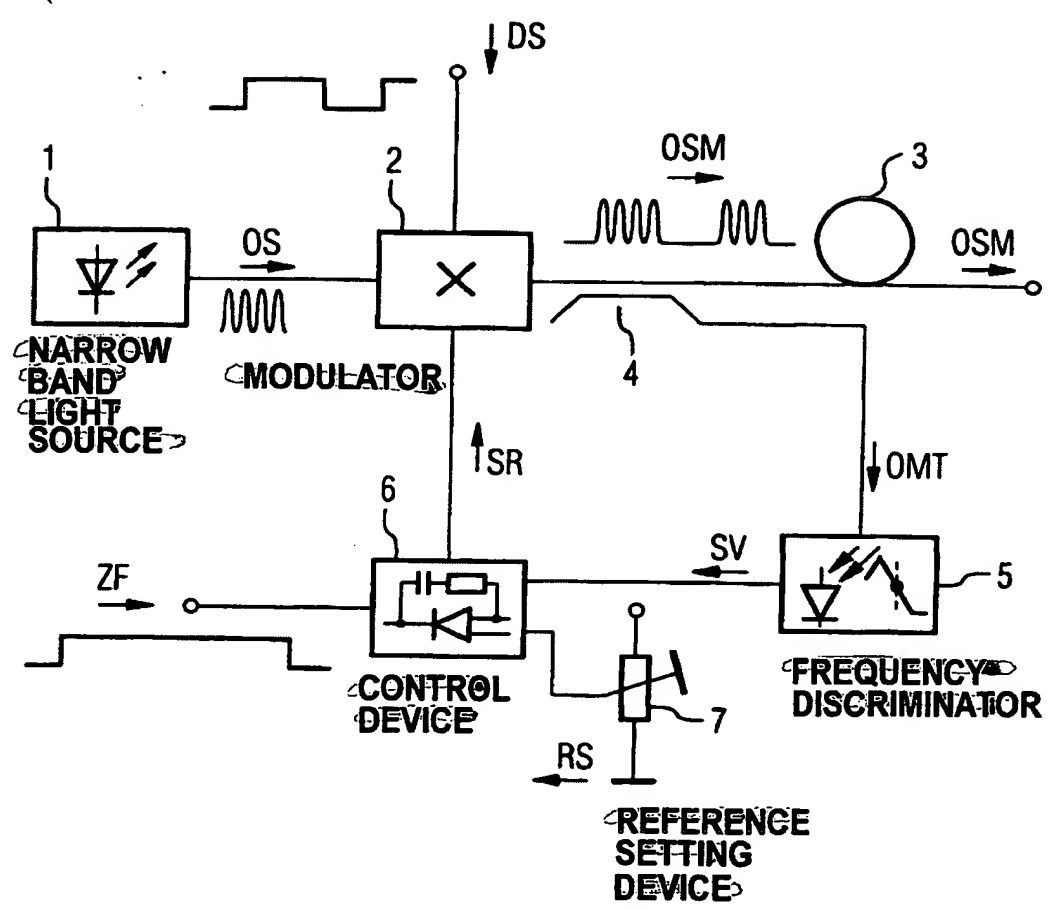 DS
1
2
OSM
3
OS
OSM
4
NARROW
BAND
LIGHT
SOURCE
MODULATOR
SR
OMT
6
ZF
SV
5
CONTROL
DEVICE
FREQUENCY
DISCRIMINATOR
7
RS
REFERENCE
SETTING
DEVICE